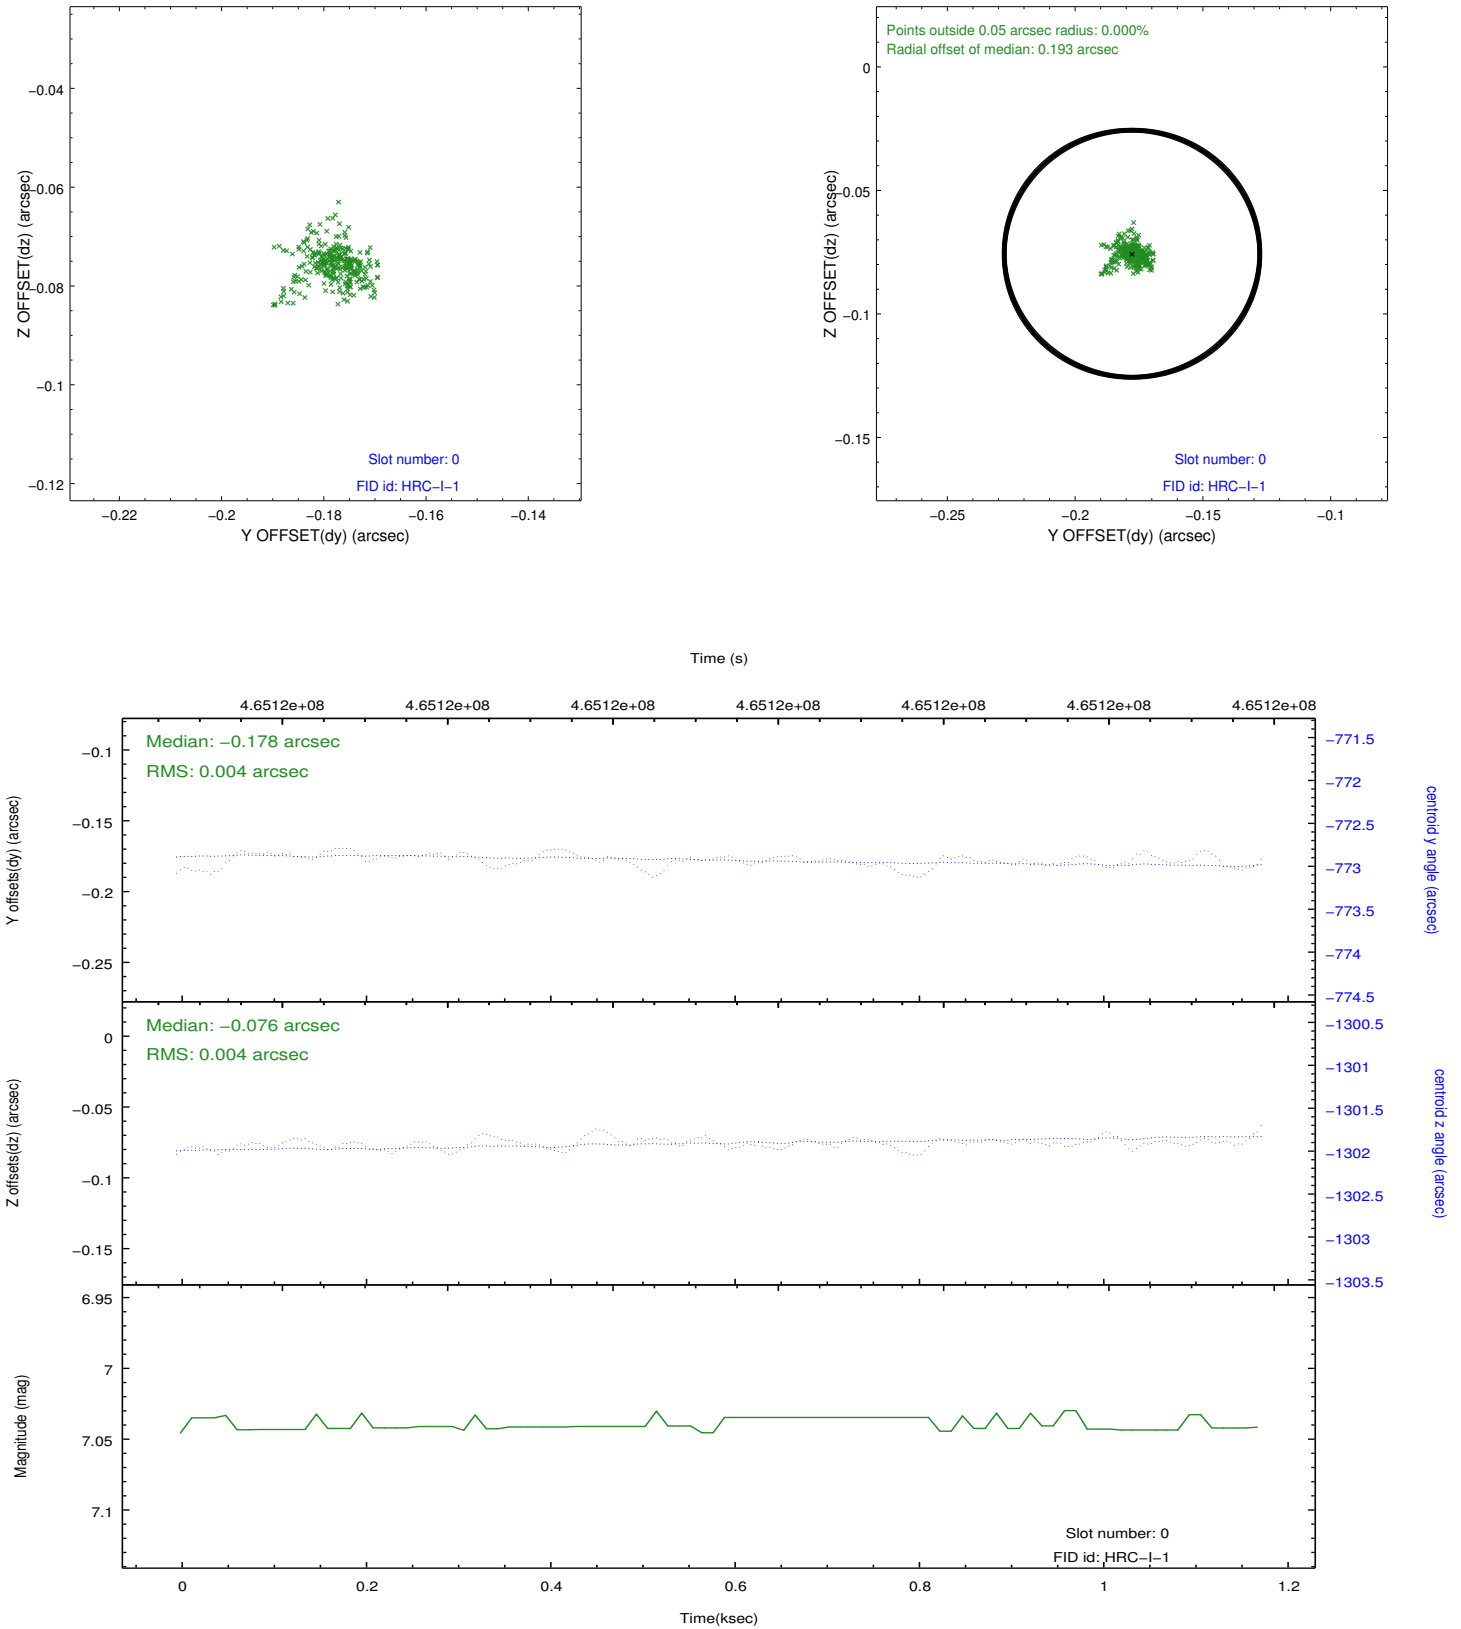 −0.04
−0.06
−0.08
−0.1
−0.12
Z OFFSET(dz) (arcsec)
Slot number: 0
FID id: HRC−I−1
−0.22
−0.2
−0.18
−0.16
−0.14
Y OFFSET(dy) (arcsec)
Points outside 0.05 arcsec radius: 0.000%
Radial offset of median: 0.193 arcsec
0
−0.05
−0.1
−0.15
Z OFFSET(dz) (arcsec)
Slot number: 0
FID id: HRC−I−1
−0.25
−0.2
−0.15
−0.1
Y OFFSET(dy) (arcsec)
Time (s)
4.6512e+08
4.6512e+08
4.6512e+08
4.6512e+08
4.6512e+08
4.6512e+08
4.6512e+08
Median: −0.178 arcsec
RMS: 0.004 arcsec
−0.1
−0.15
−0.2
−0.25
Y offsets(dy) (arcsec)
−771.5
−772
−772.5
−773
−773.5
−774
−774.5
centroid y angle (arcsec)
Median: −0.076 arcsec
RMS: 0.004 arcsec
0
−0.05
−0.1
−0.15
Z offsets(dz) (arcsec)
−1300.5
−1301
−1301.5
−1302
−1302.5
−1303
−1303.5
centroid z angle (arcsec)
6.95
7
7.05
7.1
Magnitude (mag)
Slot number: 0
FID id: HRC−I−1
0
0.2
0.4
0.6
0.8
1
1.2
Time(ksec)